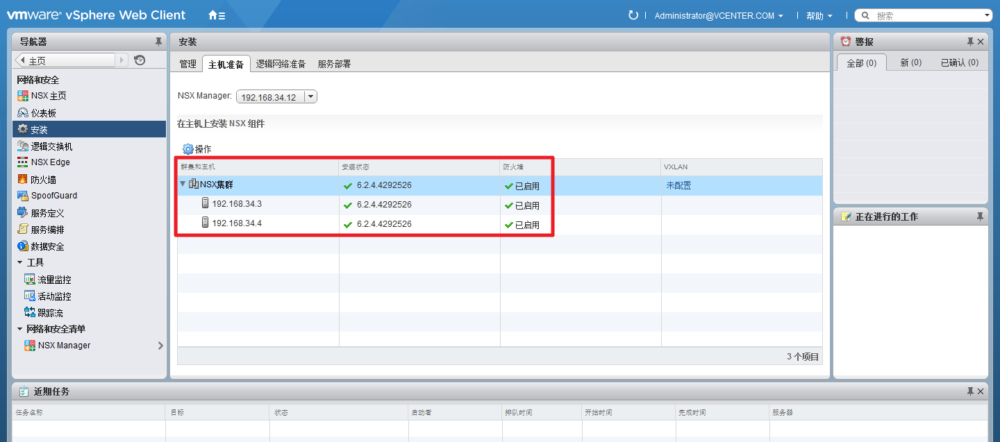 vmware® vSphere Web Client
Administrator@VCENTER.COM
帮助
搜索
导航器
主页
网络和安全
NSX 主页
仪表板
安装
逻辑交换机
NSX Edge
防火墙
SpoofGuard
服务定义
服务编排
数据安全
工具
流量监控
活动监控
跟踪流
网络和安全清单
NSX Manager
安装
管理 主机准备 逻辑网络准备 服务部署
NSX Manager: 192.168.34.12
在主机上安装 NSX 组件
操作
群集和主机 安装状态 防火墙 VXLAN
NSX集群 6.2.4.4292526 已启用 未配置
192.168.34.3 6.2.4.4292526 已启用
192.168.34.4 6.2.4.4292526 已启用
3 个项目
警报
全部 (0) 新 (0) 已确认 (0)
正在进行的工作
近期任务
任务名称 目标 状态 启动者 排队时间 开始时间 完成时间 服务器